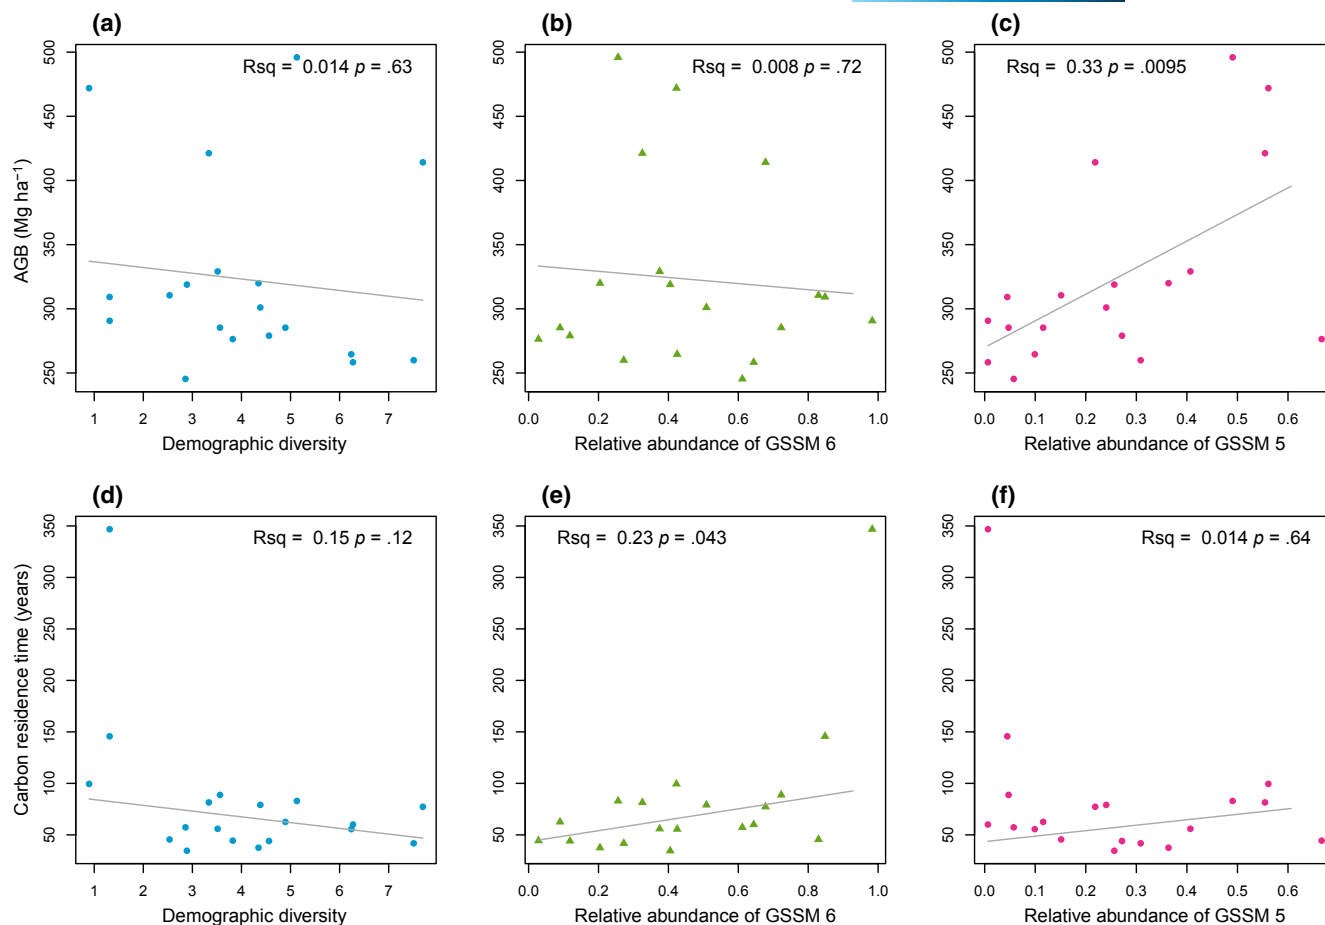 (a)
Rsq = 0.014 p = .63
AGB (Mg ha⁻¹)
500
450
400
350
300
250
1 2 3 4 5 6 7
Demographic diversity
(b)
Rsq = 0.008 p = .72
0.0 0.2 0.4 0.6 0.8 1.0
Relative abundance of GSSM 6
(c)
Rsq = 0.33 p = .0095
500
450
400
350
300
250
0.0 0.1 0.2 0.3 0.4 0.5 0.6
Relative abundance of GSSM 5
(d)
Rsq = 0.15 p = .12
Carbon residence time (years)
350
300
250
200
150
100
50
1 2 3 4 5 6 7
Demographic diversity
(e)
Rsq = 0.23 p = .043
350
300
250
200
150
100
50
0.0 0.2 0.4 0.6 0.8 1.0
Relative abundance of GSSM 6
(f)
Rsq = 0.014 p = .64
350
300
250
200
150
100
50
0.0 0.1 0.2 0.3 0.4 0.5 0.6
Relative abundance of GSSM 5